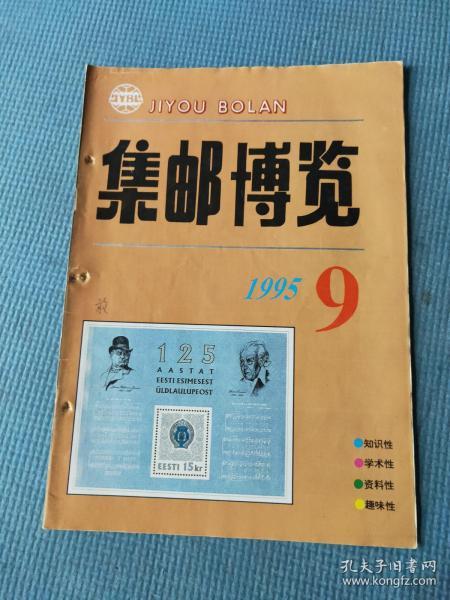 JYBL
JIYOU BOLAN
集邮博览
1995 9
125
AASTAT
EESTI ESIMESEST
ÜLDLAULUPEOST
EESTI 15kr
知识性
学术性
资料性
趣味性
孔夫子旧书网
www.kongfz.com